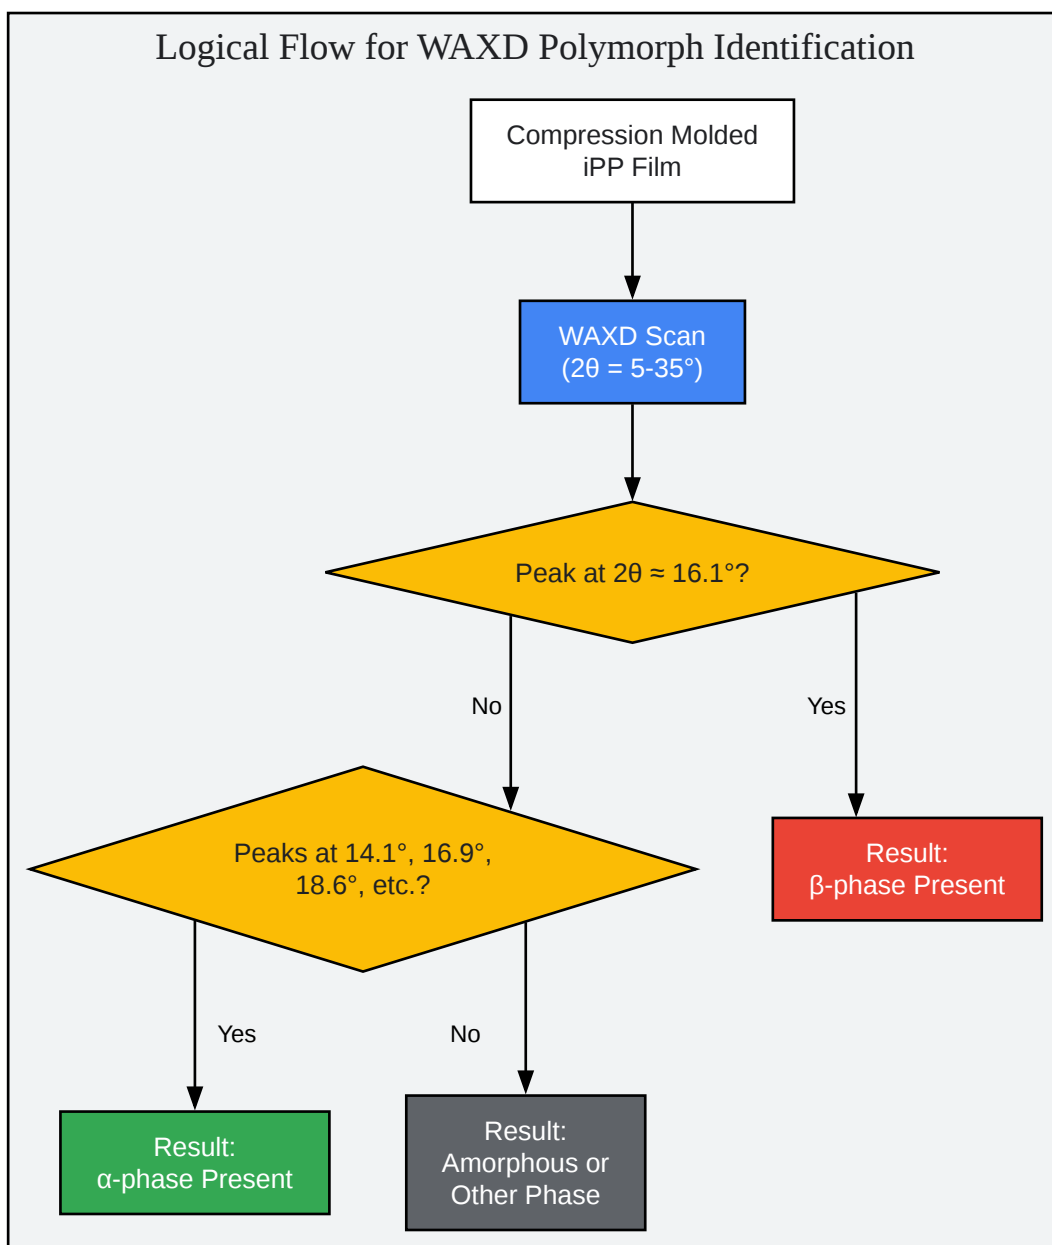 Logical Flow for WAXD Polymorph Identification
Compression Molded
iPP Film
WAXD Scan
(2θ = 5-35°)
Peak at 2θ ≈ 16.1°?
No
Yes
Peaks at 14.1°, 16.9°,
18.6°, etc.?
Result:
β-phase Present
Yes
No
Result:
α-phase Present
Result:
Amorphous or
Other Phase